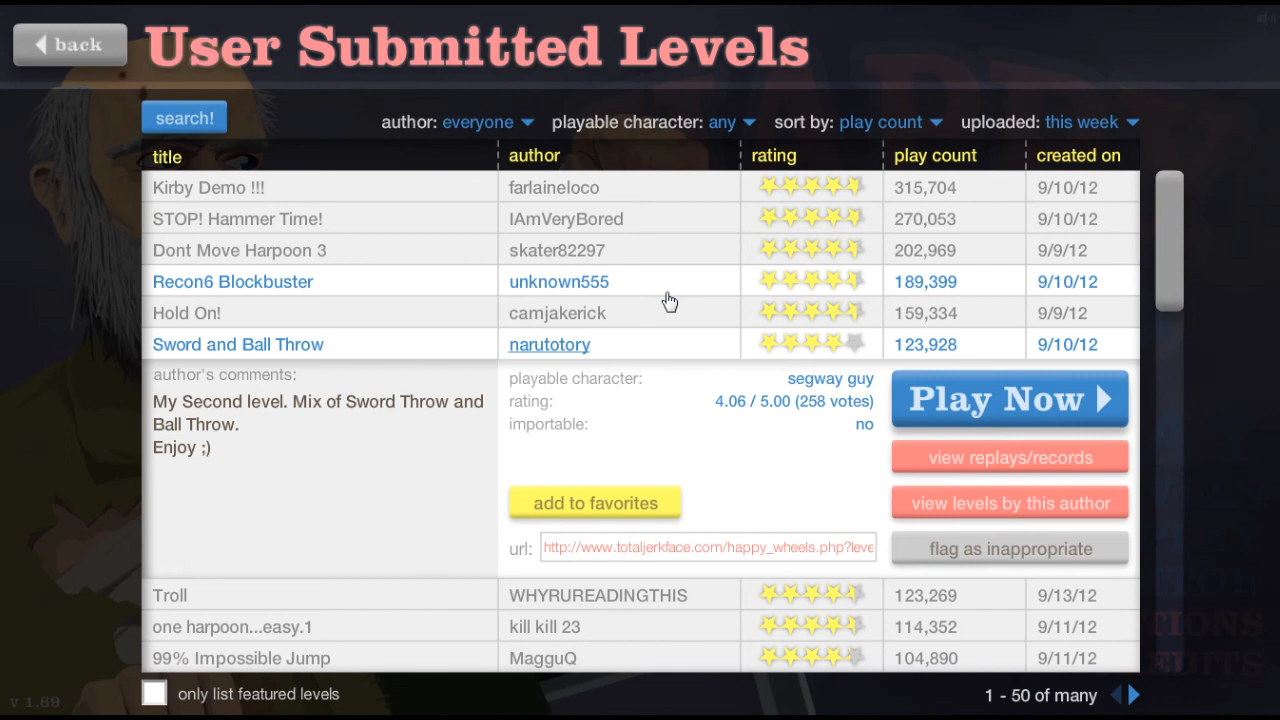 back
User Submitted Levels
search!
author: everyone playable character: any sort by: play count uploaded: this week
title author rating play count created on
Kirby Demo !!! farlaineloco 315,704 9/10/12
STOP! Hammer Time! IAmVeryBored 270,053 9/10/12
Dont Move Harpoon 3 skater82297 202,969 9/9/12
Recon6 Blockbuster unknown555 189,399 9/10/12
Hold On! camjakerick 159,334 9/9/12
Sword and Ball Throw narutotory 123,928 9/10/12
author's comments:
My Second level. Mix of Sword Throw and
Ball Throw.
Enjoy ;)
playable character: segway guy
rating: 4.06 / 5.00 (258 votes)
importable: no
add to favorites
url: http://www.totaljerkface.com/happy_wheels.php?leve
Play Now
view replays/records
view levels by this author
flag as inappropriate
Troll WHYRUREADINGTHIS 123,269 9/13/12
one harpoon...easy.1 kill kill 23 114,352 9/11/12
99% Impossible Jump MagguQ 104,890 9/11/12
only list featured levels
1 - 50 of many
v 1.69